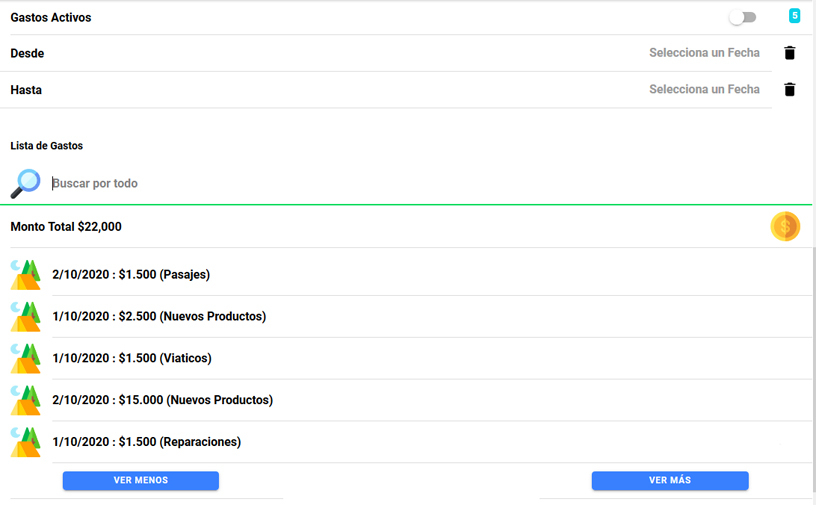 Gastos Activos 5
Desde Selecciona un Fecha
Hasta Selecciona un Fecha
Lista de Gastos
Buscar por todo
Monto Total $22,000 $
2/10/2020 : $1.500 (Pasajes)
1/10/2020 : $2.500 (Nuevos Productos)
1/10/2020 : $1.500 (Viaticos)
2/10/2020 : $15.000 (Nuevos Productos)
1/10/2020 : $1.500 (Reparaciones)
VER MENOS VER MÁS